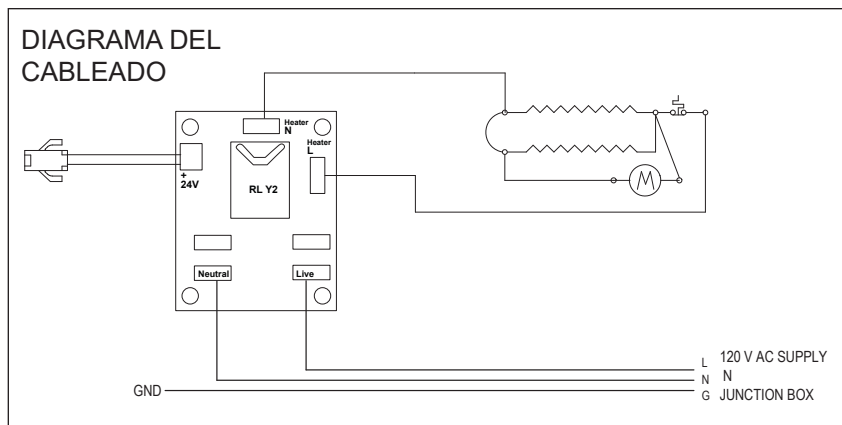 DIAGRAMA DEL
CABLEADO
Heater
N
Heater
L
+
24V
RL Y2
M
Neutral
Live
L 120 V AC SUPPLY
N N
GND
G JUNCTION BOX